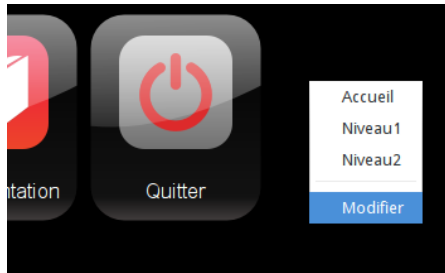 Accueil
Niveau1
Niveau2
Modifier
ntation
Quitter